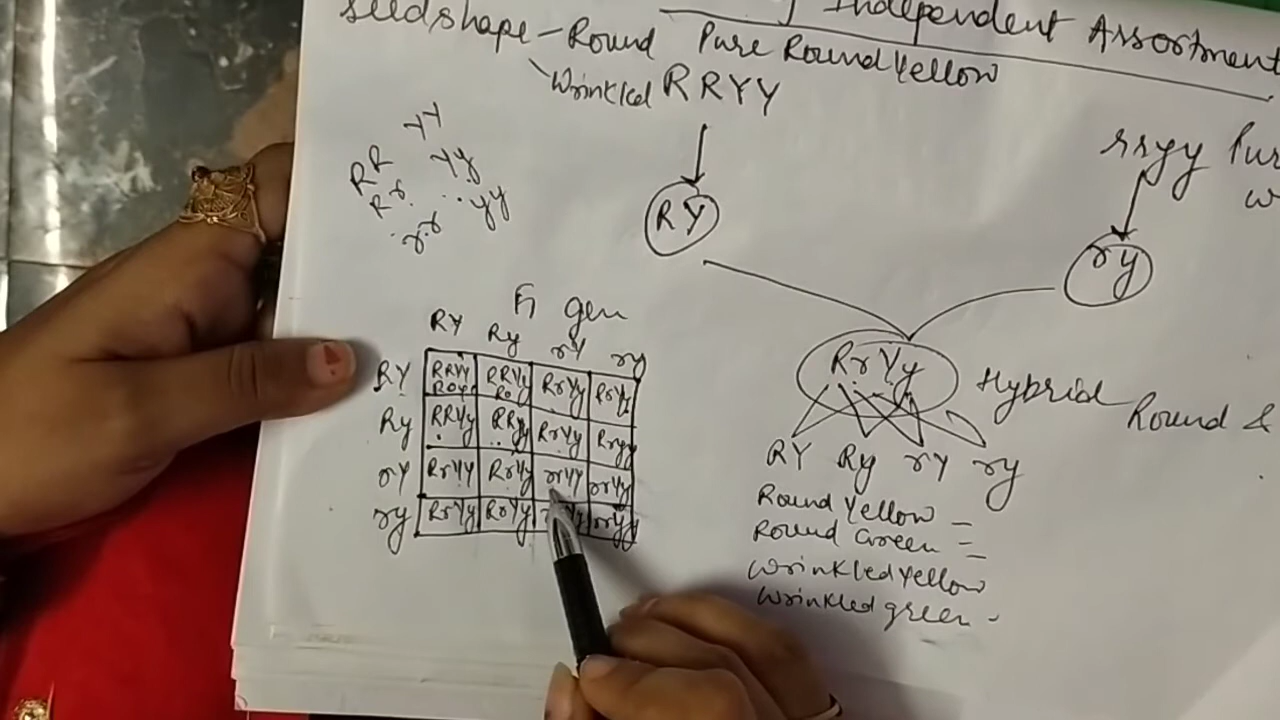 Independent Assortment
Seed shape - Round Pure Round Yellow
Wrinkled RRYY
rryy Pur
w
YY
RR Yy
Rr yy
rr
RY
ry
F1 gen
RY Ry rY ry
RY RRYY RRYy RrYy RrYy
Ry RRYy RRyy RrYy Rryy
rY RrYY RrYy rrYY rrYy
ry RrYy RrYy rryy
RrYy Hybrid Round &
RY Ry rY ry
Round Yellow -
Round Green =
Wrinkled Yellow
Wrinkled green -